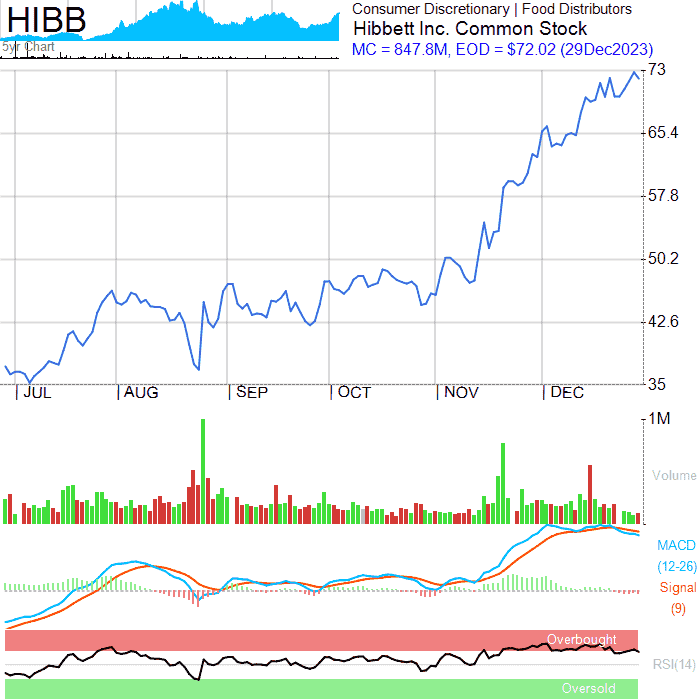 HIBB
5yr Chart
Consumer Discretionary | Food Distributors
Hibbett Inc. Common Stock
MC = 847.8M, EOD = $72.02 (29Dec2023)
73
65.4
57.8
50.2
42.6
35
|JUL |AUG |SEP |OCT |NOV |DEC
1M
Volume
MACD
(12-26)
Signal
(9)
Overbought
RSI(14)
Oversold